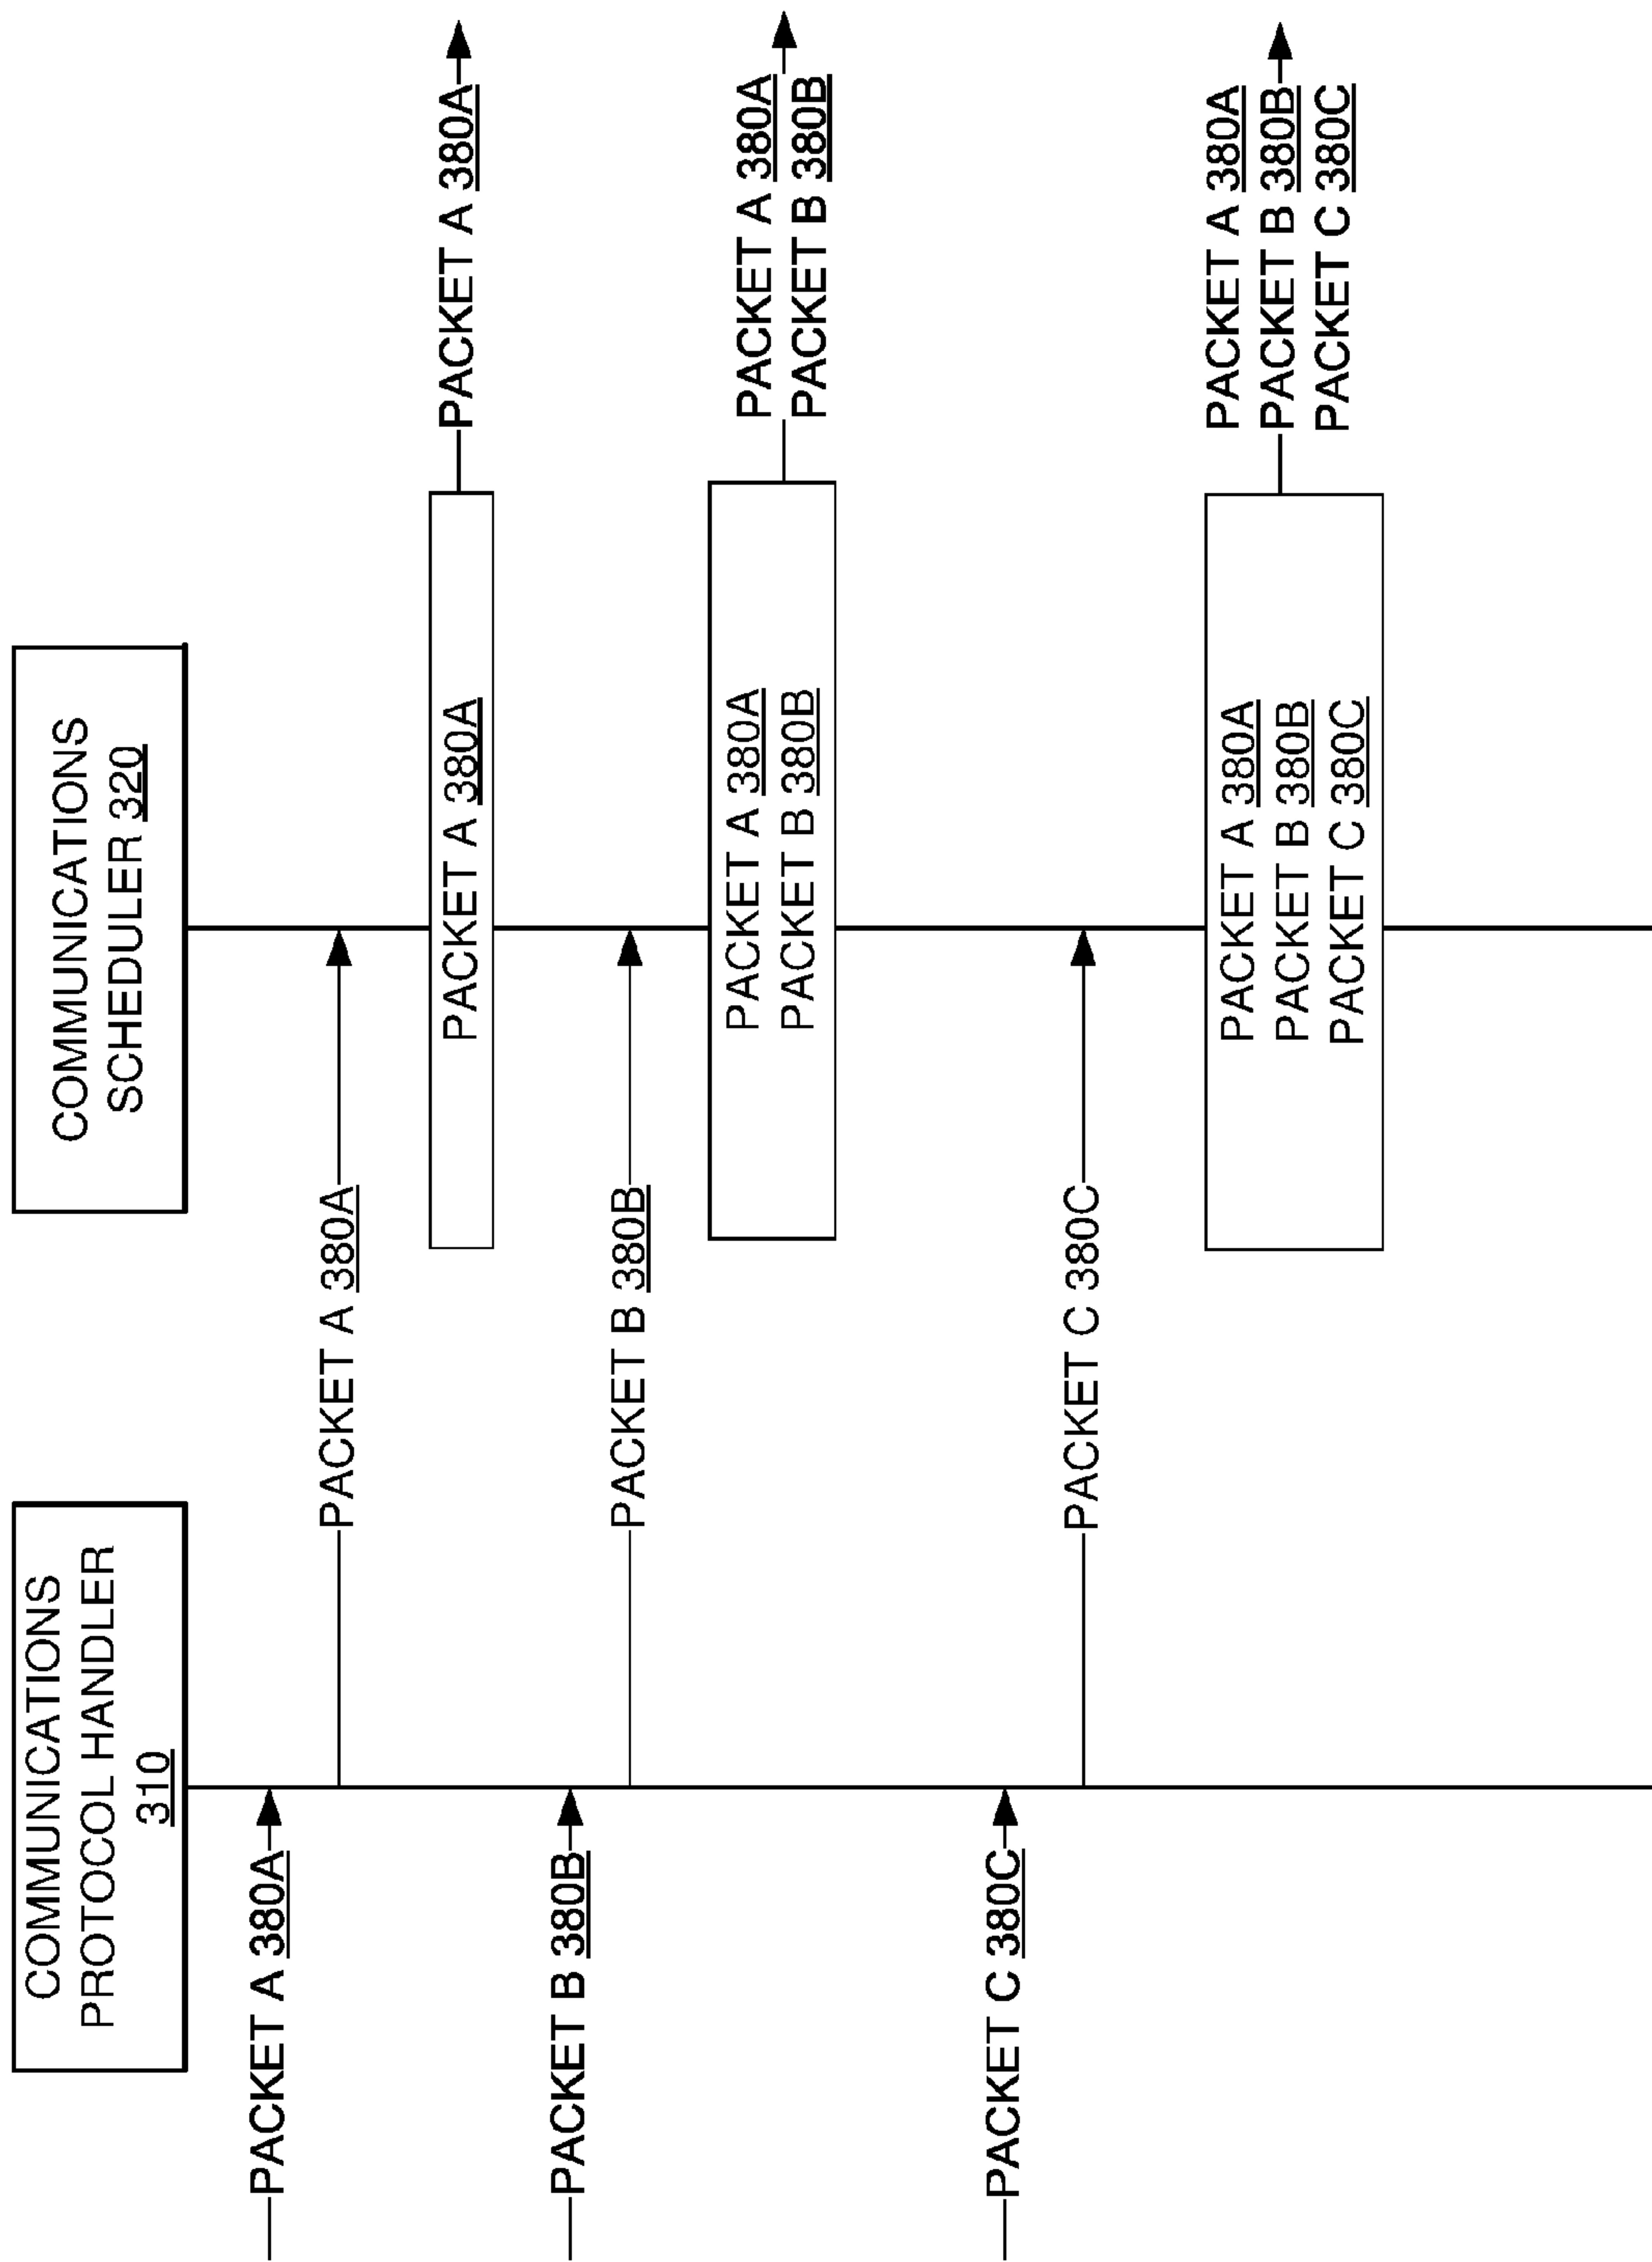 COMMUNICATIONS
PROTOCOL HANDLER
310
COMMUNICATIONS
SCHEDULER 320
PACKET A 380A
PACKET A 380A
PACKET A 380A
PACKET A 380A
PACKET B 380B
PACKET B 380B
PACKET A 380A
PACKET B 380B
PACKET A 380A
PACKET B 380B
PACKET C 380C
PACKET C 380C
PACKET A 380A
PACKET B 380B
PACKET C 380C
PACKET A 380A
PACKET B 380B
PACKET C 380C